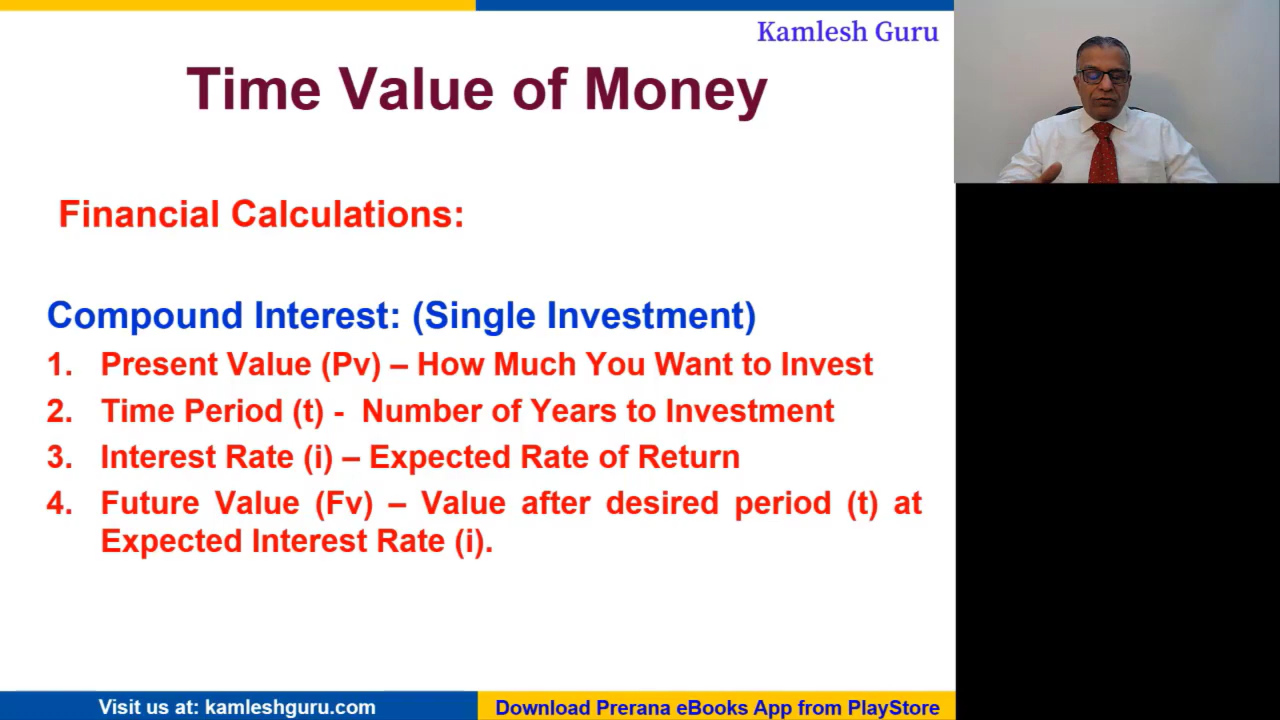 Kamlesh Guru
Time Value of Money
Financial Calculations:
Compound Interest: (Single Investment)
1. Present Value (Pv) – How Much You Want to Invest
2. Time Period (t) - Number of Years to Investment
3. Interest Rate (i) – Expected Rate of Return
4. Future Value (Fv) – Value after desired period (t) at
Expected Interest Rate (i).
Visit us at: kamleshguru.com
Download Prerana eBooks App from PlayStore